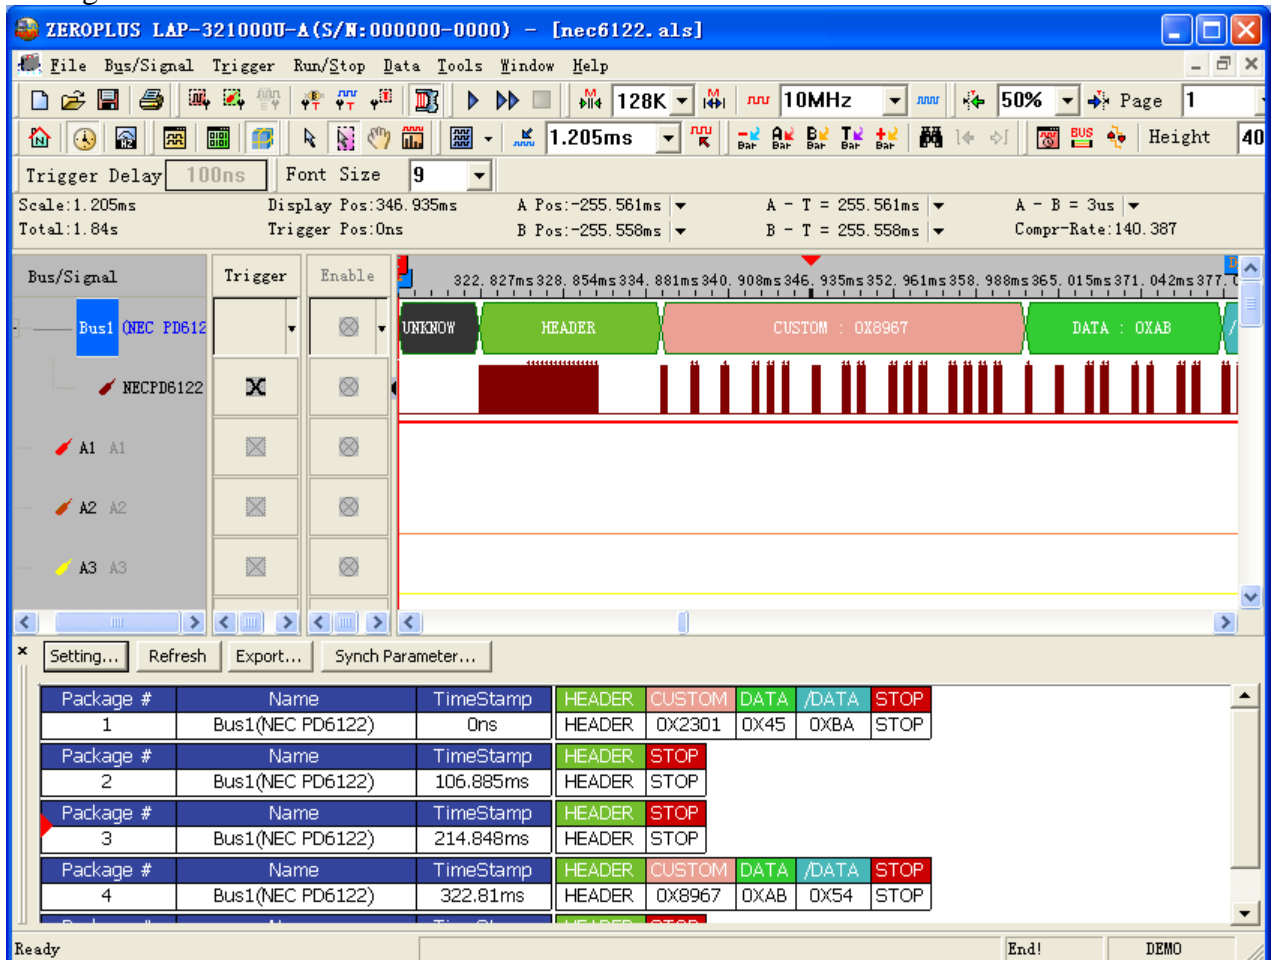 ZEROPLUS LAP-321000U-A(S/N:000000-0000) - [nec6122.als]
File Bus/Signal Trigger Run/Stop Data Tools Window Help
128K 10MHz 50% Page 1
1.205ms Bar Bar Bar Bar Bar BUS Height 40
Trigger Delay 100ns Font Size 9
Scale:1.205ms Display Pos:346.935ms A Pos:-255.561ms A - T = 255.561ms A - B = 3us
Total:1.84s Trigger Pos:0ns B Pos:-255.558ms B - T = 255.558ms Compr-Rate:140.387
Bus/Signal Trigger Enable 322.827ms 328.854ms 334.881ms 340.908ms 346.935ms 352.961ms 358.988ms 365.015ms 371.042ms 377.0
Bus1 (NEC PD612 UNKNOW HEADER CUSTOM : 0X8967 DATA : 0XAB /
NECPD6122
A1 A1
A2 A2
A3 A3
Setting... Refresh Export... Synch Parameter...
Package # Name TimeStamp HEADER CUSTOM DATA /DATA STOP
1 Bus1(NEC PD6122) 0ns HEADER 0X2301 0X45 0XBA STOP
Package # Name TimeStamp HEADER STOP
2 Bus1(NEC PD6122) 106.885ms HEADER STOP
Package # Name TimeStamp HEADER STOP
3 Bus1(NEC PD6122) 214.848ms HEADER STOP
Package # Name TimeStamp HEADER CUSTOM DATA /DATA STOP
4 Bus1(NEC PD6122) 322.81ms HEADER 0X8967 0XAB 0X54 STOP
Ready End! DEMO